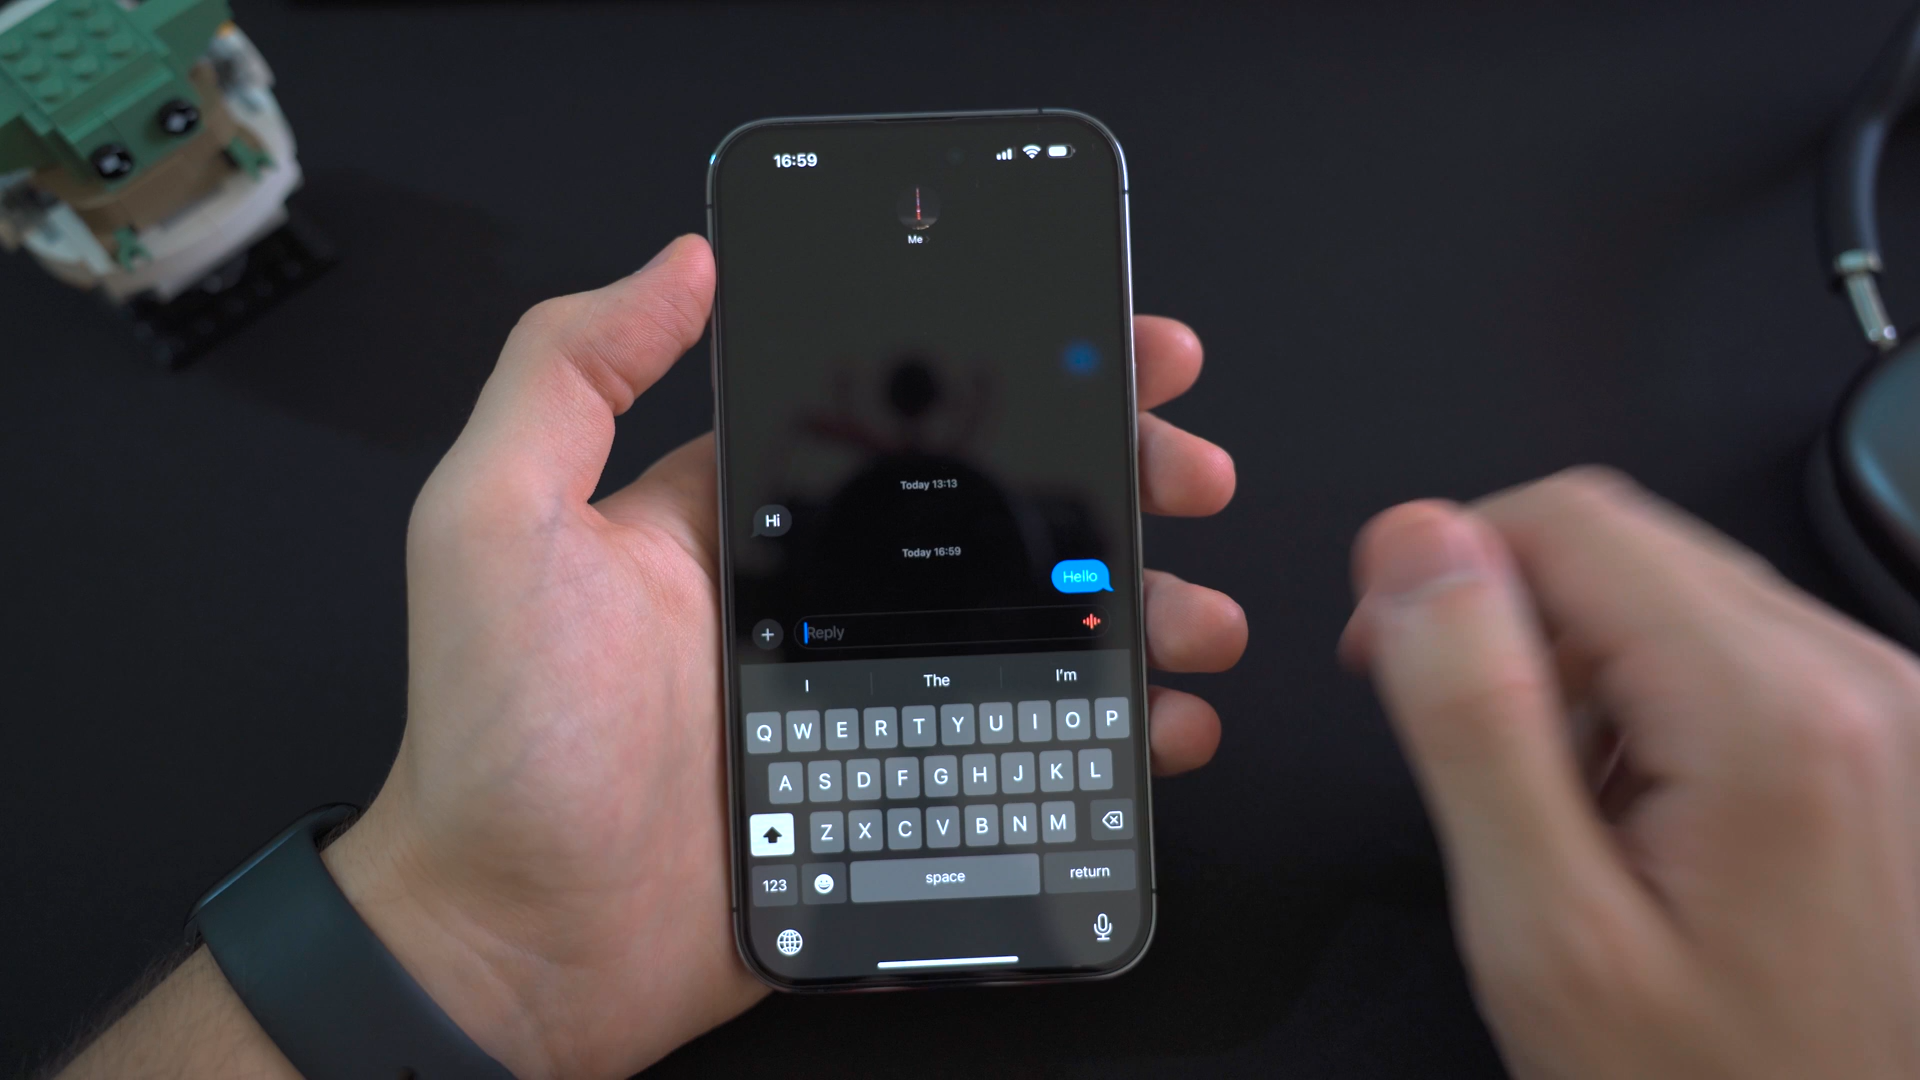 16:59
Me
Today 13:13
Hi
Today 16:59
Hello
Reply
I The I'm
Q W E R T Y U I O P
A S D F G H J K L
Z X C V B N M
123 space return